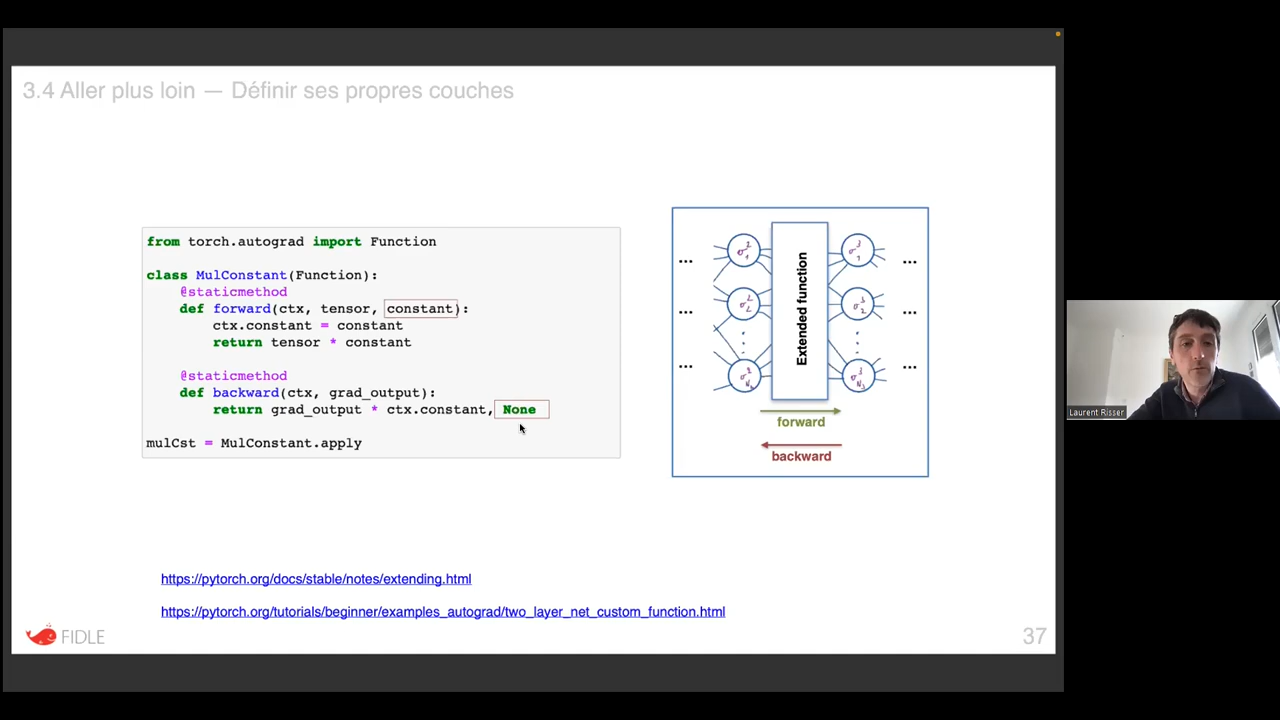 3.4 Aller plus loin — Définir ses propres couches
from torch.autograd import Function
class MulConstant(Function):
@staticmethod
def forward(ctx, tensor, constant):
ctx.constant = constant
return tensor * constant
@staticmethod
def backward(ctx, grad_output):
return grad_output * ctx.constant, None
mulCst = MulConstant.apply
Extended function
forward
backward
Laurent Risser
https://pytorch.org/docs/stable/notes/extending.html
https://pytorch.org/tutorials/beginner/examples_autograd/two_layer_net_custom_function.html
FIDLE
37